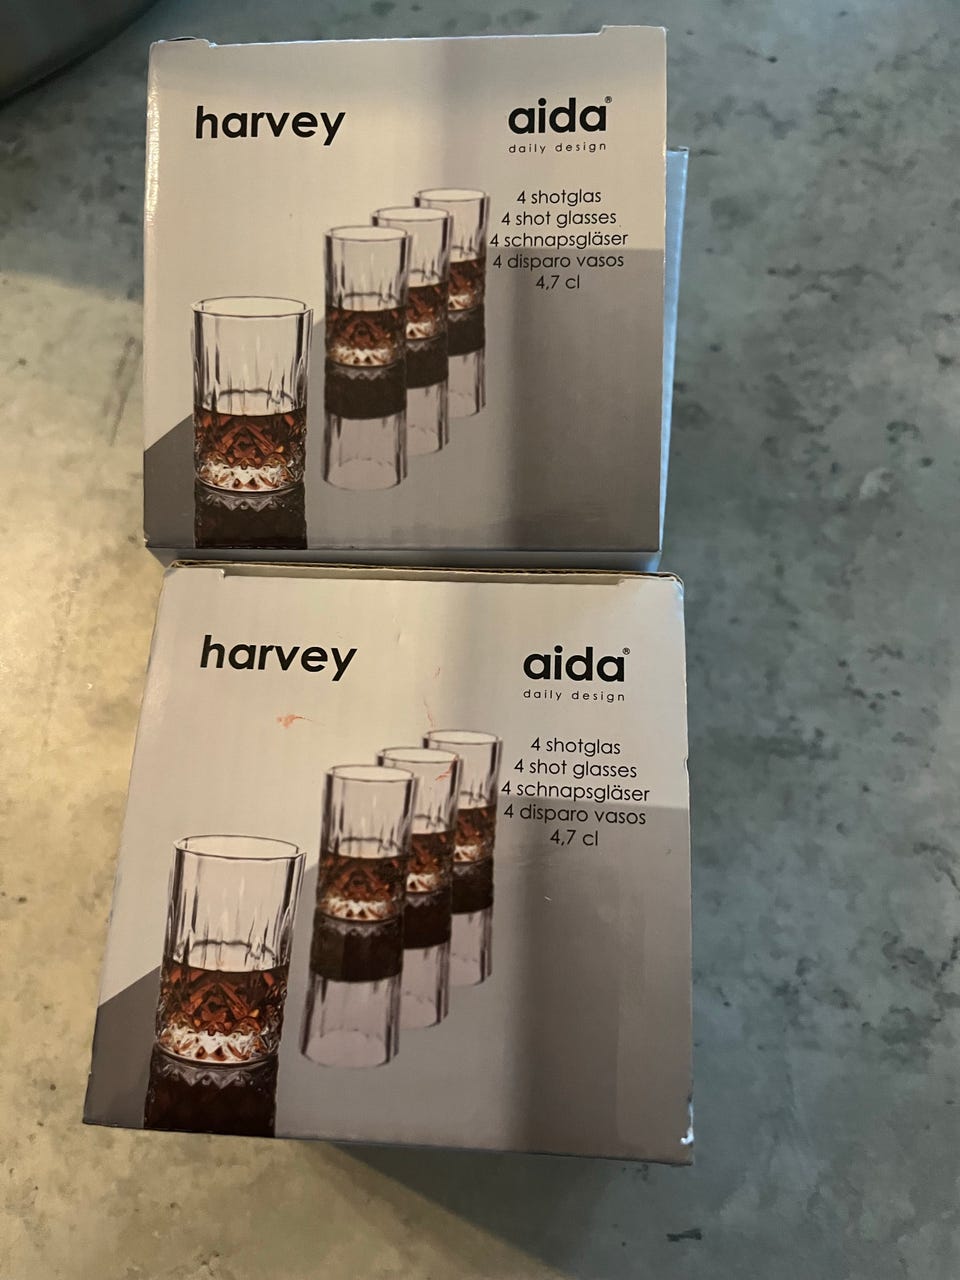 harvey
aida®
daily design
4 shotglas
4 shot glasses
4 schnapsgläser
4 disparo vasos
4,7 cl
harvey
aida®
daily design
4 shotglas
4 shot glasses
4 schnapsgläser
4 disparo vasos
4,7 cl